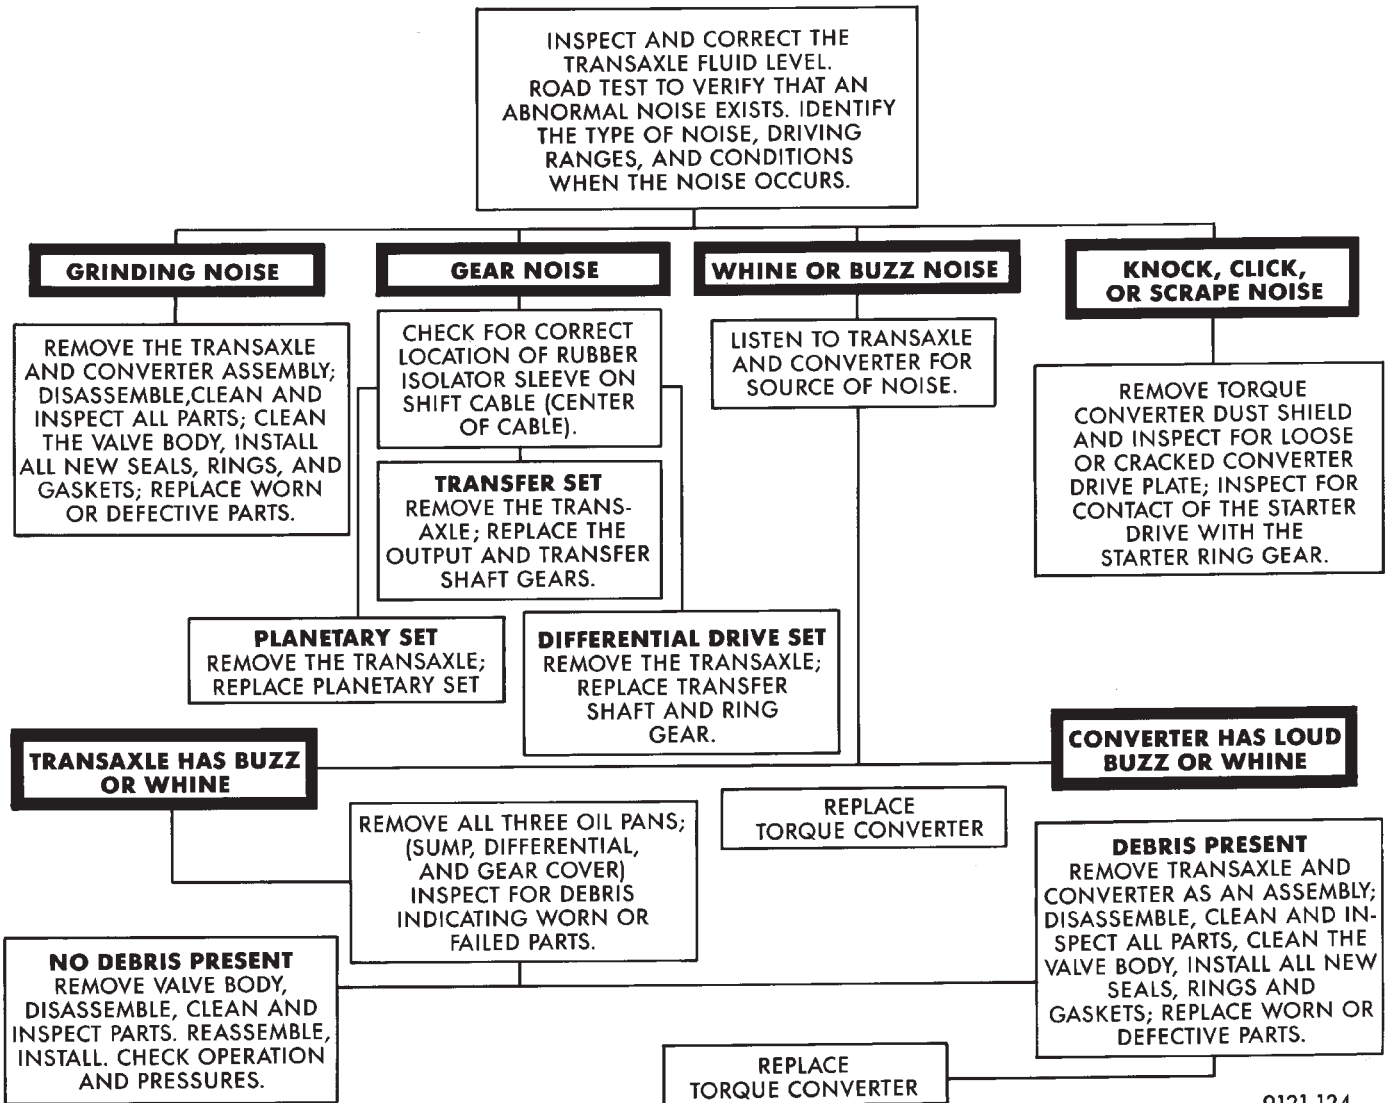 INSPECT AND CORRECT THE
TRANSAXLE FLUID LEVEL.
ROAD TEST TO VERIFY THAT AN
ABNORMAL NOISE EXISTS. IDENTIFY
THE TYPE OF NOISE, DRIVING
RANGES, AND CONDITIONS
WHEN THE NOISE OCCURS.
GRINDING NOISE
REMOVE THE TRANSAXLE
AND CONVERTER ASSEMBLY;
DISASSEMBLE,CLEAN AND
INSPECT ALL PARTS; CLEAN
THE VALVE BODY, INSTALL
ALL NEW SEALS, RINGS, AND
GASKETS; REPLACE WORN
OR DEFECTIVE PARTS.
GEAR NOISE
CHECK FOR CORRECT
LOCATION OF RUBBER
ISOLATOR SLEEVE ON
SHIFT CABLE (CENTER
OF CABLE).
TRANSFER SET
REMOVE THE TRANS-
AXLE; REPLACE THE
OUTPUT AND TRANSFER
SHAFT GEARS.
PLANETARY SET
REMOVE THE TRANSAXLE;
REPLACE PLANETARY SET
DIFFERENTIAL DRIVE SET
REMOVE THE TRANSAXLE;
REPLACE TRANSFER
SHAFT AND RING
GEAR.
WHINE OR BUZZ NOISE
LISTEN TO TRANSAXLE
AND CONVERTER FOR
SOURCE OF NOISE.
KNOCK, CLICK,
OR SCRAPE NOISE
REMOVE TORQUE
CONVERTER DUST SHIELD
AND INSPECT FOR LOOSE
OR CRACKED CONVERTER
DRIVE PLATE; INSPECT FOR
CONTACT OF THE STARTER
DRIVE WITH THE
STARTER RING GEAR.
TRANSAXLE HAS BUZZ
OR WHINE
CONVERTER HAS LOUD
BUZZ OR WHINE
REMOVE ALL THREE OIL PANS;
(SUMP, DIFFERENTIAL,
AND GEAR COVER)
INSPECT FOR DEBRIS
INDICATING WORN OR
FAILED PARTS.
REPLACE
TORQUE CONVERTER
NO DEBRIS PRESENT
REMOVE VALVE BODY,
DISASSEMBLE, CLEAN AND
INSPECT PARTS. REASSEMBLE,
INSTALL. CHECK OPERATION
AND PRESSURES.
DEBRIS PRESENT
REMOVE TRANSAXLE AND
CONVERTER AS AN ASSEMBLY;
DISASSEMBLE, CLEAN AND IN-
SPECT ALL PARTS, CLEAN THE
VALVE BODY, INSTALL ALL NEW
SEALS, RINGS AND
GASKETS; REPLACE WORN OR
DEFECTIVE PARTS.
REPLACE
TORQUE CONVERTER